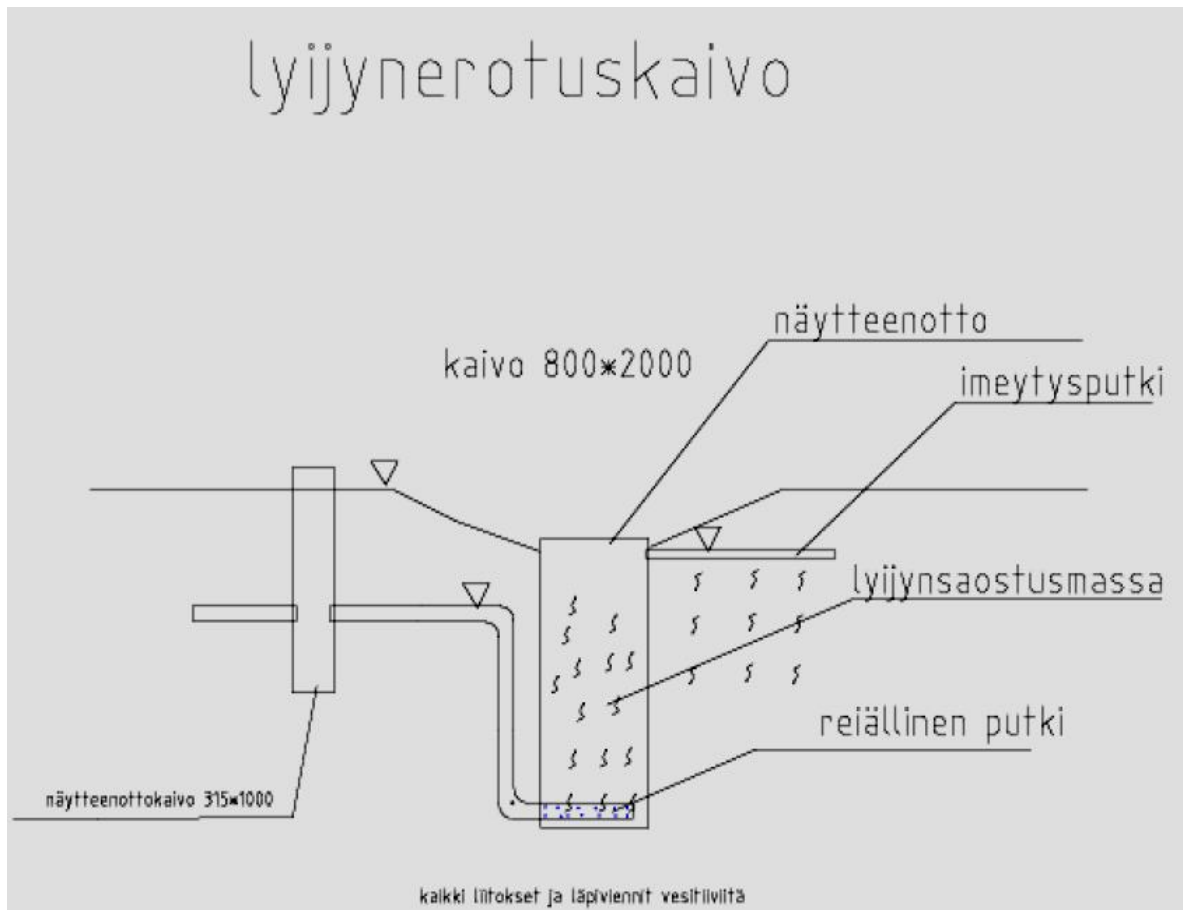 lyijynerotuskaivo
näytteenotto
kaivo 800*2000
imeytysputki
lyijynsaostusmassa
reiällinen putki
näytteenottokaivo 315*1000
kaikki liitokset ja läpiviennit vesitiiviitä